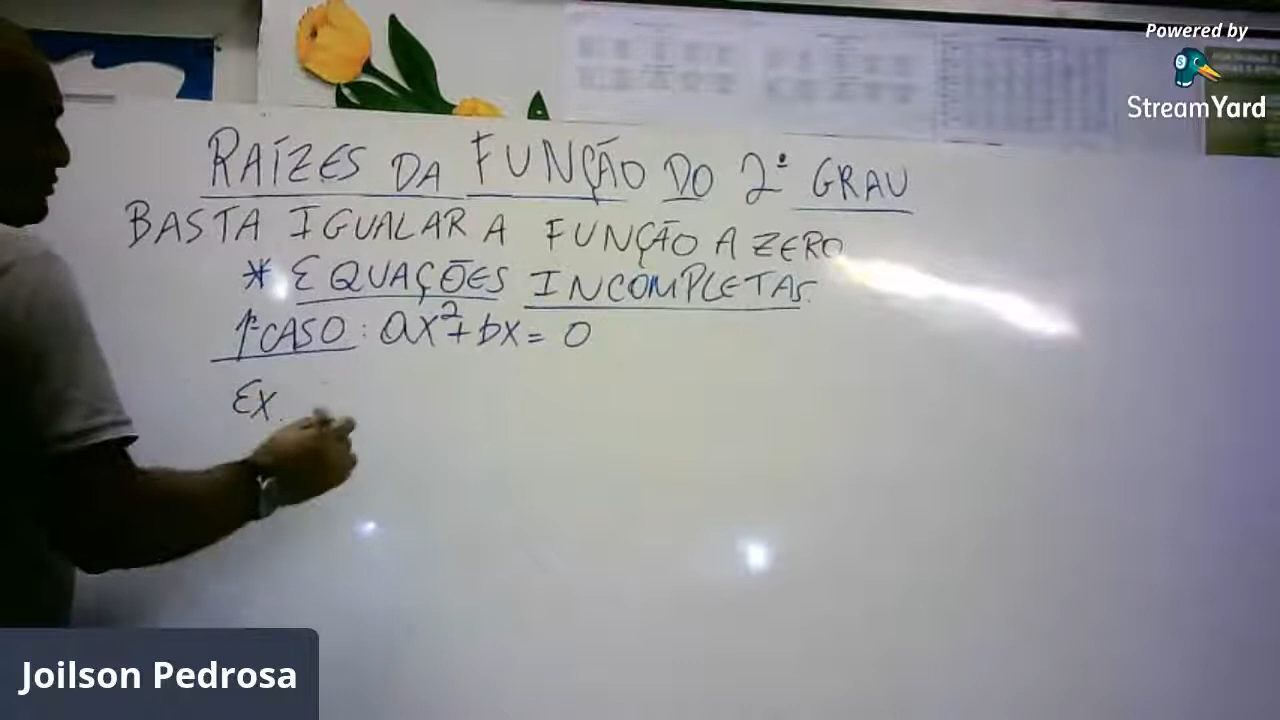 Powered by
StreamYard
RAÍZES DA FUNÇÃO DO 2º GRAU
BASTA IGUALAR A FUNÇÃO A ZERO
* EQUAÇÕES INCOMPLETAS.
1º CASO: ax²+bx=0
Ex.
Joilson Pedrosa